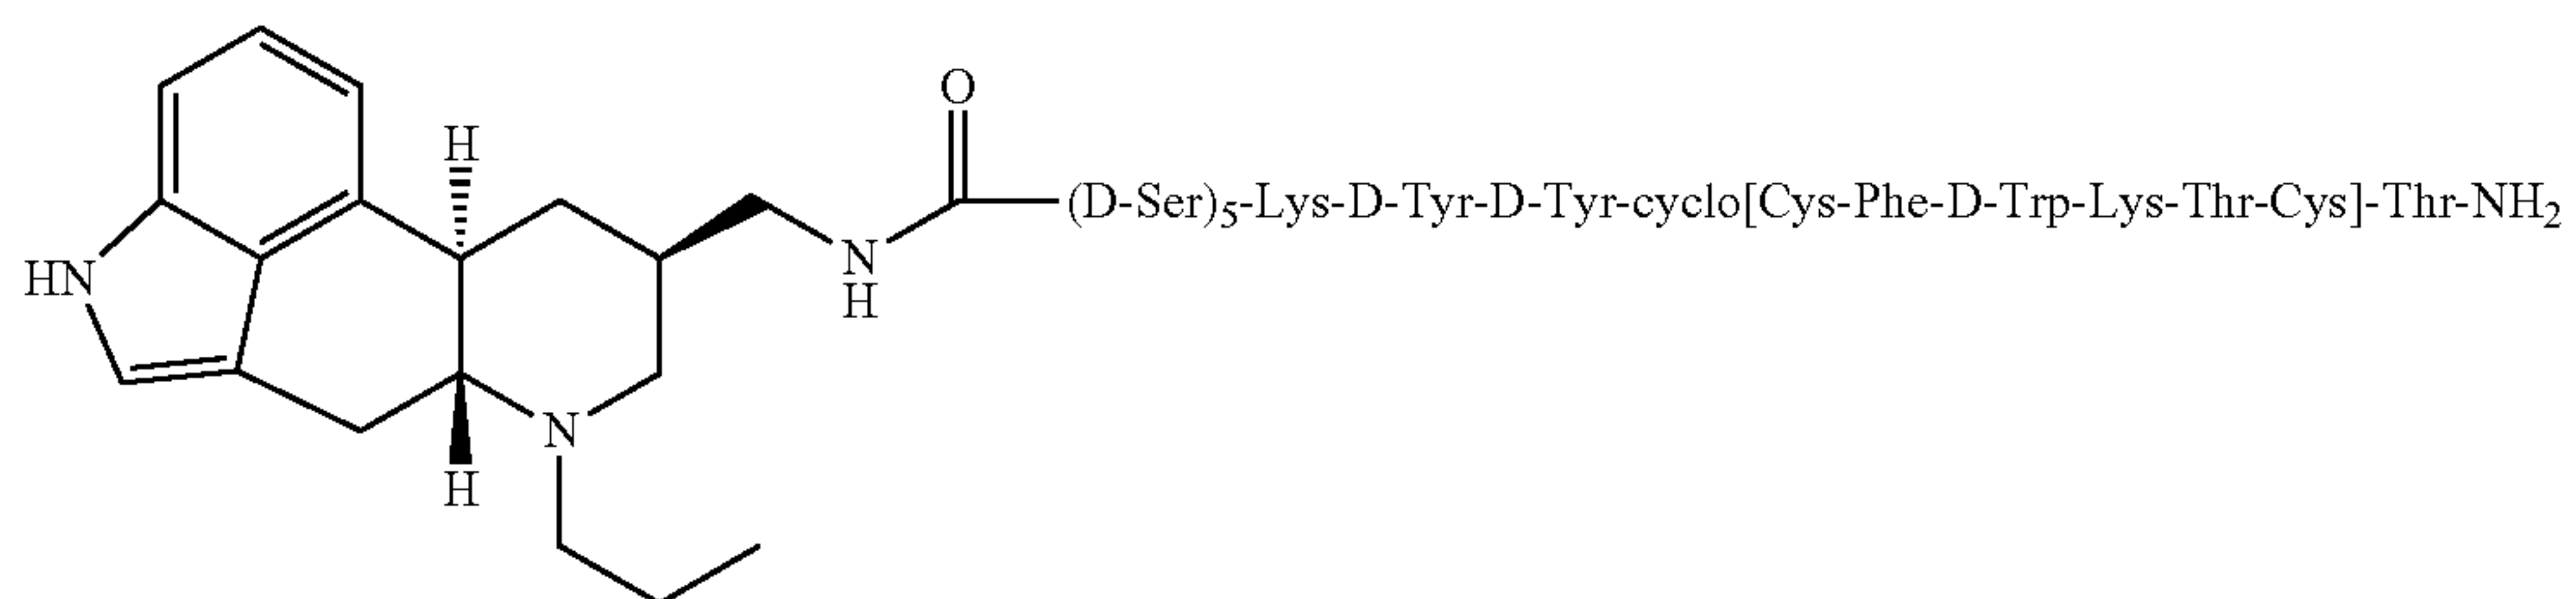 O
H
(D-Ser)5-Lys-D-Tyr-D-Tyr-cyclo[Cys-Phe-D-Trp-Lys-Thr-Cys]-Thr-NH2
HN
N
H
N
H